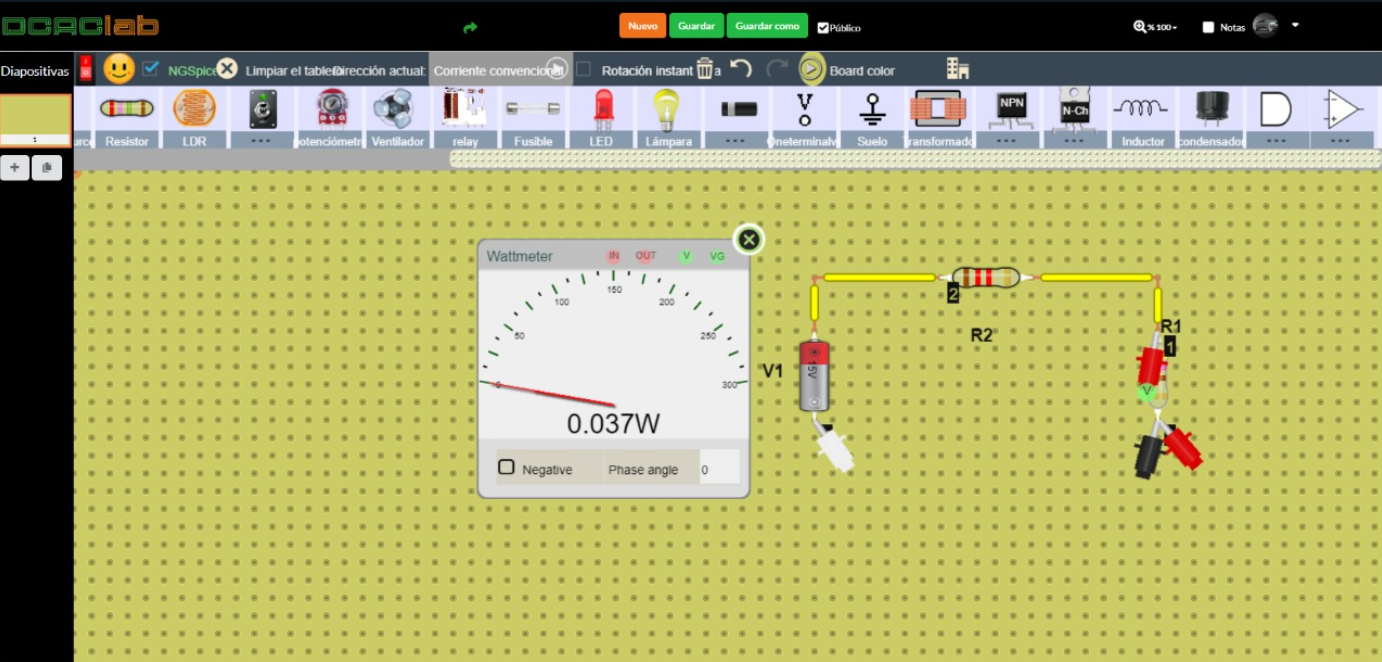 DCAClab
Nuevo
Guardar
Guardar como
Público
% 100
Notas
Diapositivas
NGSpice
Limpiar el tablero
Dirección actual:
Corriente convencional
Rotación instant
a
Board color
1
urce
Resistor
LDR
...
otenciómetro
Ventilador
relay
Fusible
LED
Lámpara
...
Oneterminalv
Suelo
Transformado
NPN
...
N-Ch
...
Inductor
condensador
...
...
Wattmeter
IN
OUT
V
VG
0
50
100
150
200
250
300
0.037W
Negative
Phase angle
0
V1
15V
2
R2
R1
1
V